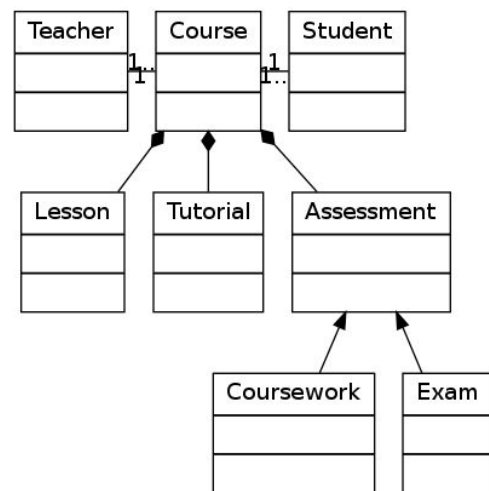 Teacher
Course
Student
1..
1
1
1..
Lesson
Tutorial
Assessment
Coursework
Exam